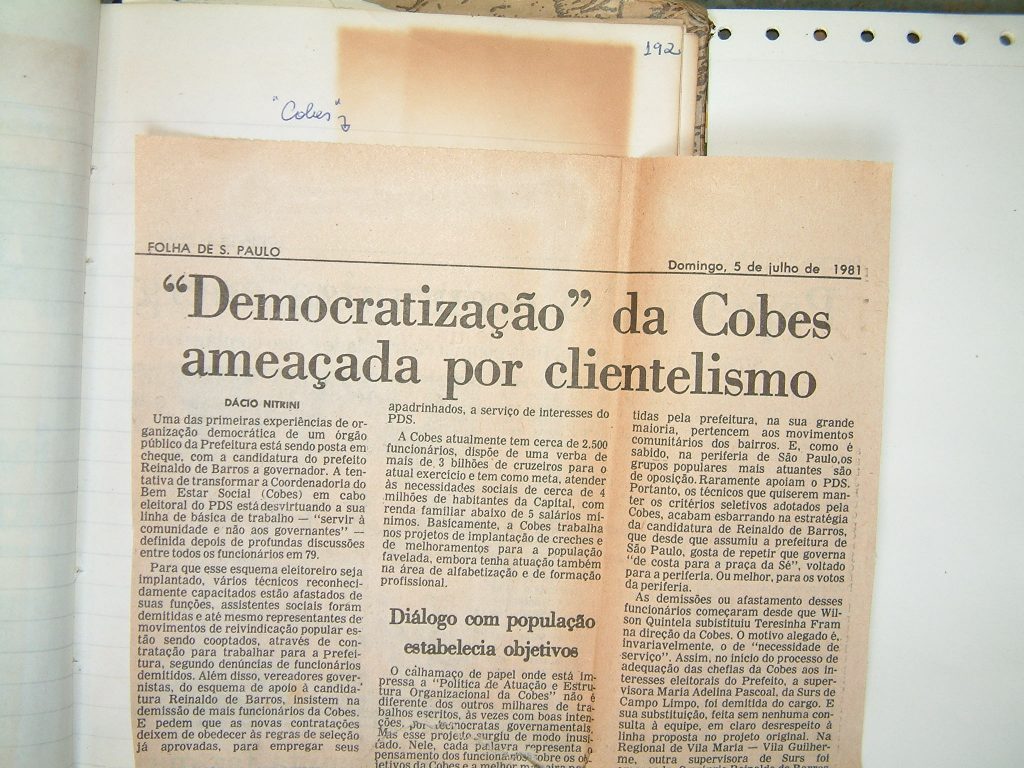 192
"Cobes"
FOLHA DE S. PAULO
Domingo, 5 de julho de 1981
“Democratização” da Cobes
ameaçada por clientelismo
DÁCIO NITRINI
Uma das primeiras experiências de or-
ganização democrática de um órgão
público da Prefeitura está sendo posta em
cheque, com a candidatura do prefeito
Reinaldo de Barros a governador. A ten-
tativa de transformar a Coordenadoria do
Bem Estar Social (Cobes) em cabo
eleitoral do PDS está desvirtuando a sua
linha de básica de trabalho — “servir à
comunidade e não aos governantes” —
definida depois de profundas discussões
entre todos os funcionários em 79.
Para que esse esquema eleitoreiro seja
implantado, vários técnicos reconheci-
damente capacitados estão afastados de
suas funções, assistentes sociais foram
demitidas e até mesmo representantes de
movimentos de reivindicação popular es-
tão sendo cooptados, através de con-
tratação para trabalhar para a Prefei-
tura, segundo denúncias de funcionários
demitidos. Além disso, vereadores gover-
nistas, do esquema de apoio à candida-
tura Reinaldo de Barros, insistem na
demissão de mais funcionários da Cobes.
E pedem que as novas contratações
deixem de obedecer às regras de seleção
já aprovadas, para empregar seus
apadrinhados, a serviço de interesses do
PDS.
A Cobes atualmente tem cerca de 2.500
funcionários, dispõe de uma verba de
mais de 3 bilhões de cruzeiros para o
atual exercício e tem como meta, atender
às necessidades sociais de cerca de 4
milhões de habitantes da Capital, com
renda familiar abaixo de 5 salários mí-
nimos. Basicamente, a Cobes trabalha
nos projetos de implantação de creches e
de melhoramentos para a população
favelada, embora tenha atuação também
na área de alfabetização e de formação
profissional.
Diálogo com população
estabelecia objetivos
O calhamaço de papel onde está im-
pressa a “Política de Atuação e Estru-
tura Organizacional da Cobes” não é
diferente dos outros milhares de tra-
balhos escritos, às vezes com boas inten-
ções, por tecnocratas governamentais.
Mas esse projeto surgiu de modo inusi-
tado. Nele, cada palavra representa o
pensamento dos funcionários sobre os ob-
jetivos da Cobes e a melhor
tidas pela prefeitura, na sua grande
maioria, pertencem aos movimentos
comunitários dos bairros. E, como é
sabido, na periferia de São Paulo,os
grupos populares mais atuantes são
de oposição. Raramente apoiam o PDS.
Portanto, os técnicos que quiserem man-
ter os critérios seletivos adotados pela
Cobes, acabam esbarrando na estratégia
da candidatura de Reinaldo de Barros,
que desde que assumiu a prefeitura de
São Paulo, gosta de repetir que governa
“de costa para a praça da Sé”, voltado
para a periferia. Ou melhor, para os votos
da periferia.
As demissões ou afastamento desses
funcionários começaram desde que Wil-
son Quintela substituiu Teresinha Fram
na direção da Cobes. O motivo alegado é,
invariavelmente, o de “necessidade de
serviço”. Assim, no início do processo de
adequação das chefias da Cobes aos in-
teresses eleitorais do Prefeito, a super-
visora Maria Adelina Pascoal, da Surs de
Campo Limpo, foi demitida do cargo. E
sua substituição, feita sem nenhuma con-
sulta à equipe, em claro desrespeito à
linha proposta no projeto original. Na
Regional de Vila Maria — Vila Guilher-
me, outra supervisora de Surs foi